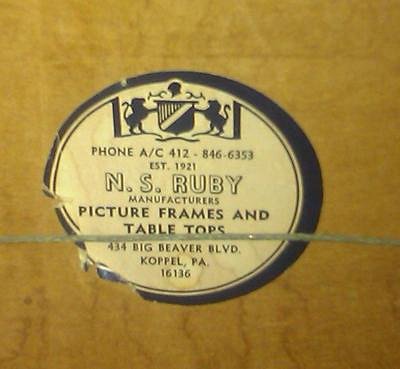 PHONE A/C 412 - 846-6353
EST. 1921
N. S. RUBY
MANUFACTURERS
PICTURE FRAMES AND
TABLE TOPS
434 BIG BEAVER BLVD.
KOPPEL, PA.
16136